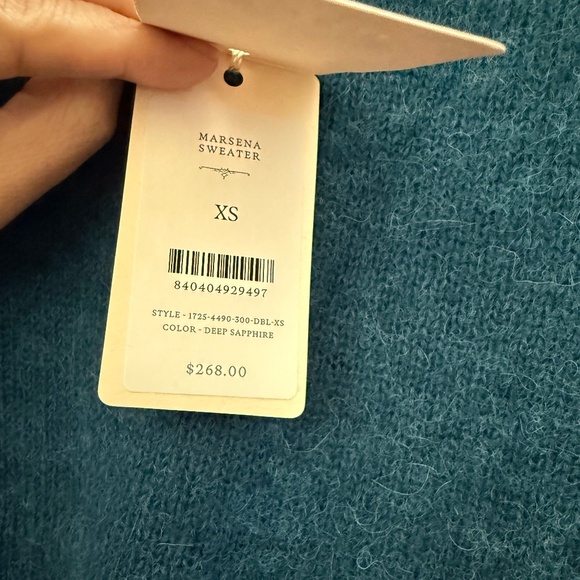 MARSENA
SWEATER
XS
840404929497
STYLE - 1725-4490-300-DBL-XS
COLOR - DEEP SAPPHIRE
$268.00